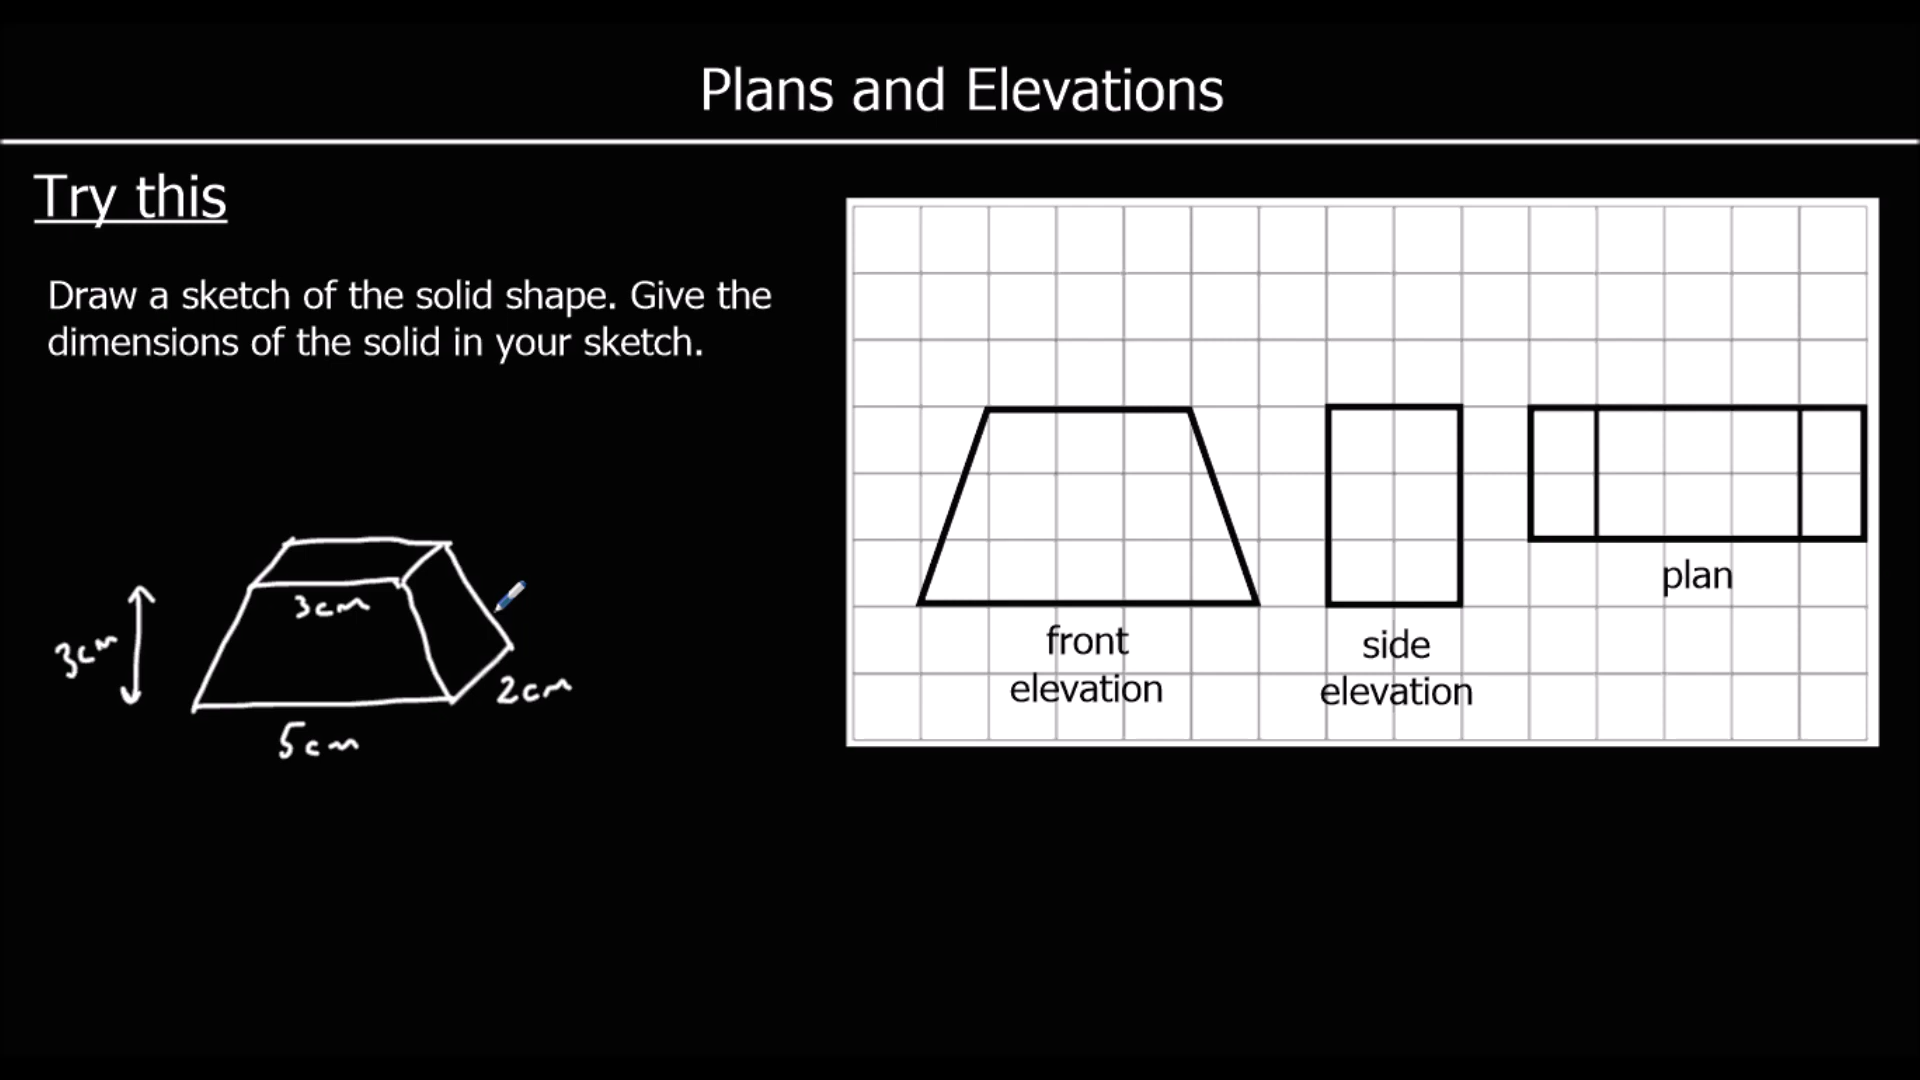 Plans and Elevations
Try this
Draw a sketch of the solid shape. Give the
dimensions of the solid in your sketch.
3cm
3cm
2cm
5cm
front
elevation
side
elevation
plan